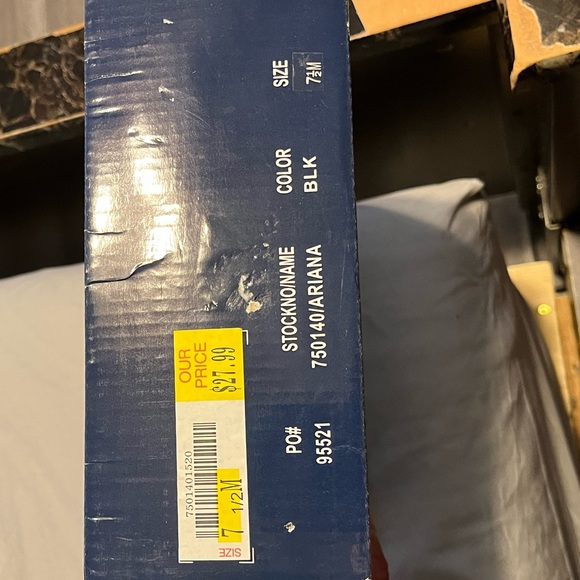 PO#
95521
STOCKNO/NAME
750140/ARIANA
COLOR
BLK
SIZE
7½M
OUR
PRICE
$27.99
7501401520
SIZE
7 1/2M